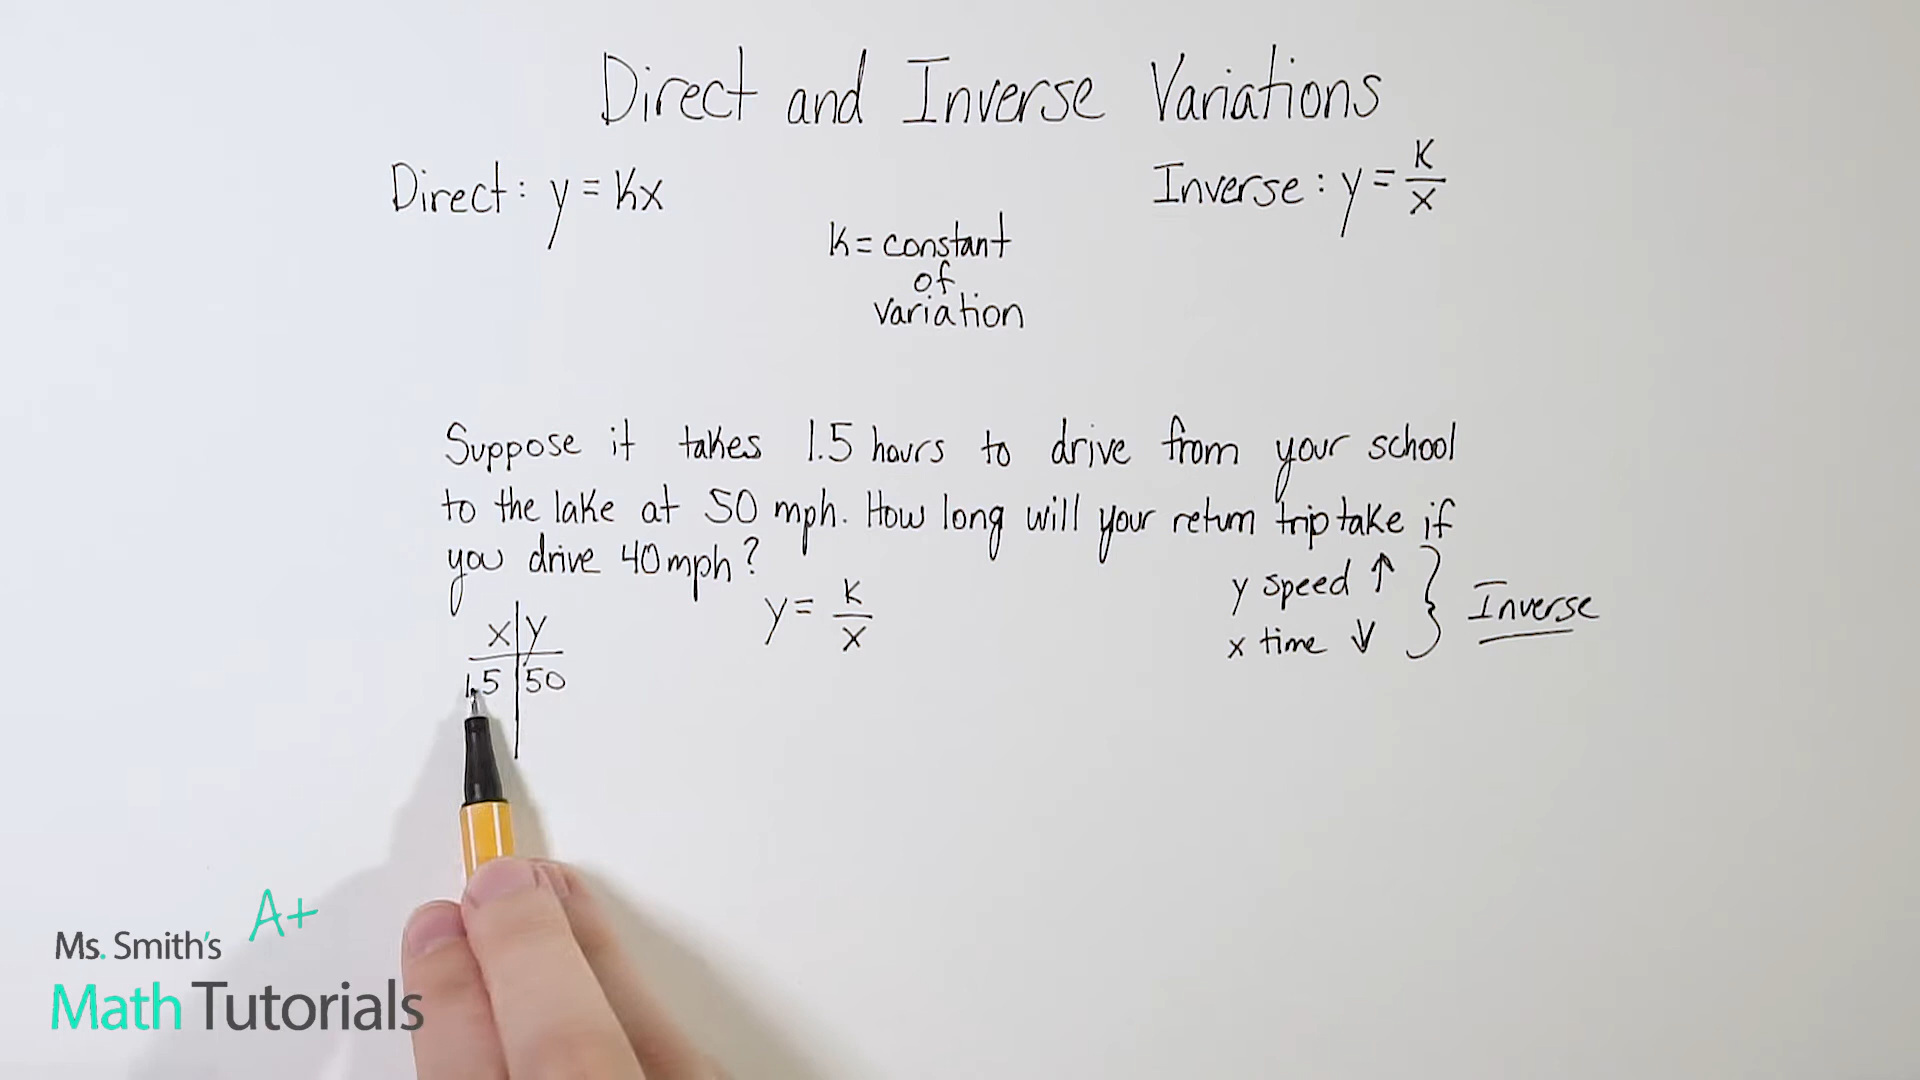 Direct and Inverse Variations
Direct: y = kx
Inverse: y = k/x
k = constant
of
variation
Suppose it takes 1.5 hours to drive from your school
to the lake at 50 mph. How long will your return trip take if
you drive 40 mph?
y = k/x
y speed ↑
x time ↓
} Inverse
x | y
1.5 | 50
A+
Ms. Smith's
Math Tutorials